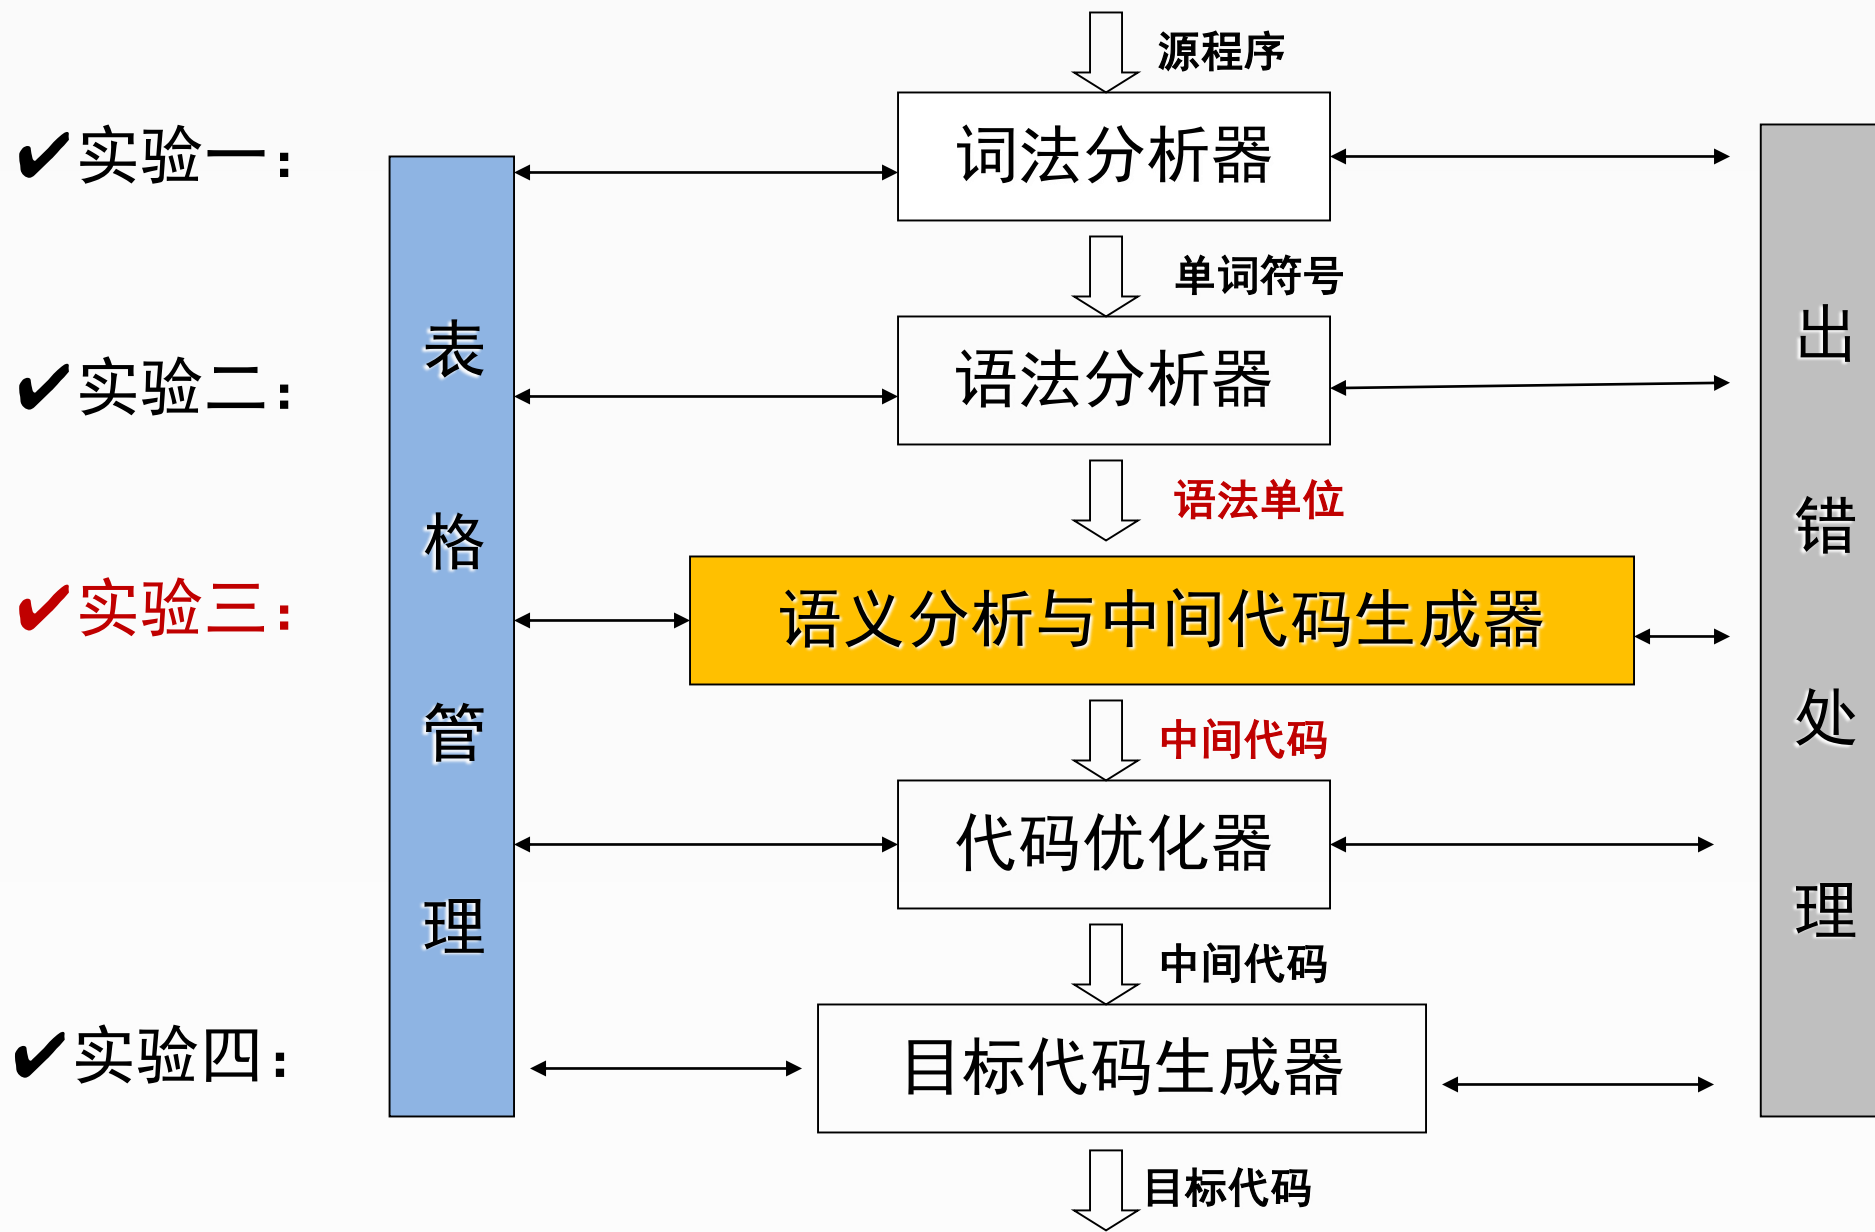 源程序
✔实验一：
词法分析器
单词符号
✔实验二：
语法分析器
语法单位
✔实验三：
语义分析与中间代码生成器
中间代码
代码优化器
中间代码
✔实验四：
目标代码生成器
目标代码
表
格
管
理
出
错
处
理